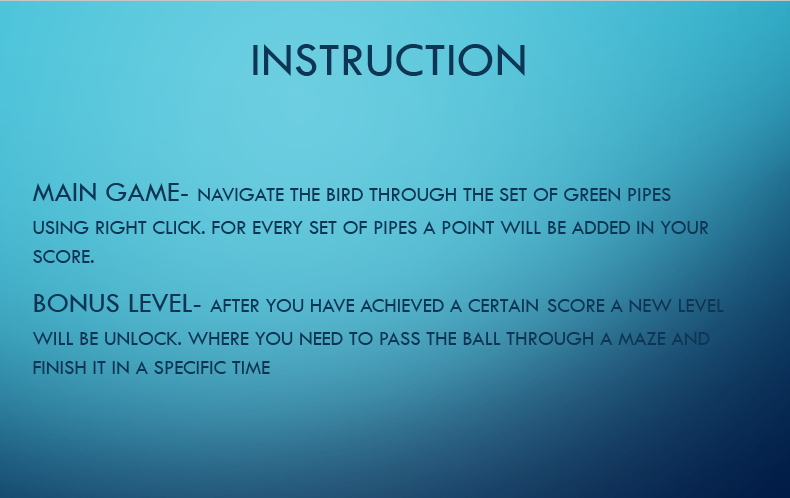 INSTRUCTION
MAIN GAME- NAVIGATE THE BIRD THROUGH THE SET OF GREEN PIPES
USING RIGHT CLICK. FOR EVERY SET OF PIPES A POINT WILL BE ADDED IN YOUR
SCORE.
BONUS LEVEL- AFTER YOU HAVE ACHIEVED A CERTAIN SCORE A NEW LEVEL
WILL BE UNLOCK. WHERE YOU NEED TO PASS THE BALL THROUGH A MAZE AND
FINISH IT IN A SPECIFIC TIME